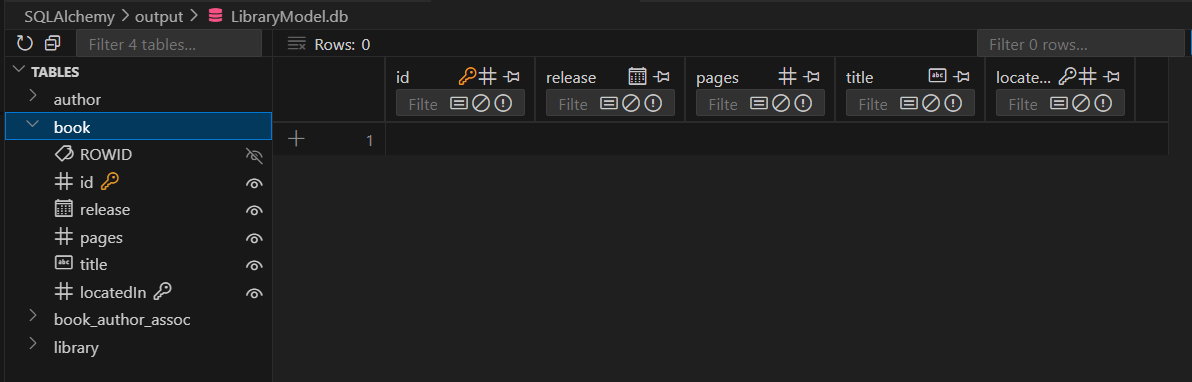 SQLAlchemy > output > LibraryModel.db
Filter 4 tables...
Rows: 0
Filter 0 rows...
TABLES
author
book
ROWID
id
release
pages
title
locatedIn
book_author_assoc
library
id release pages title locate...
Filte Filte Filte Filte Filte
1